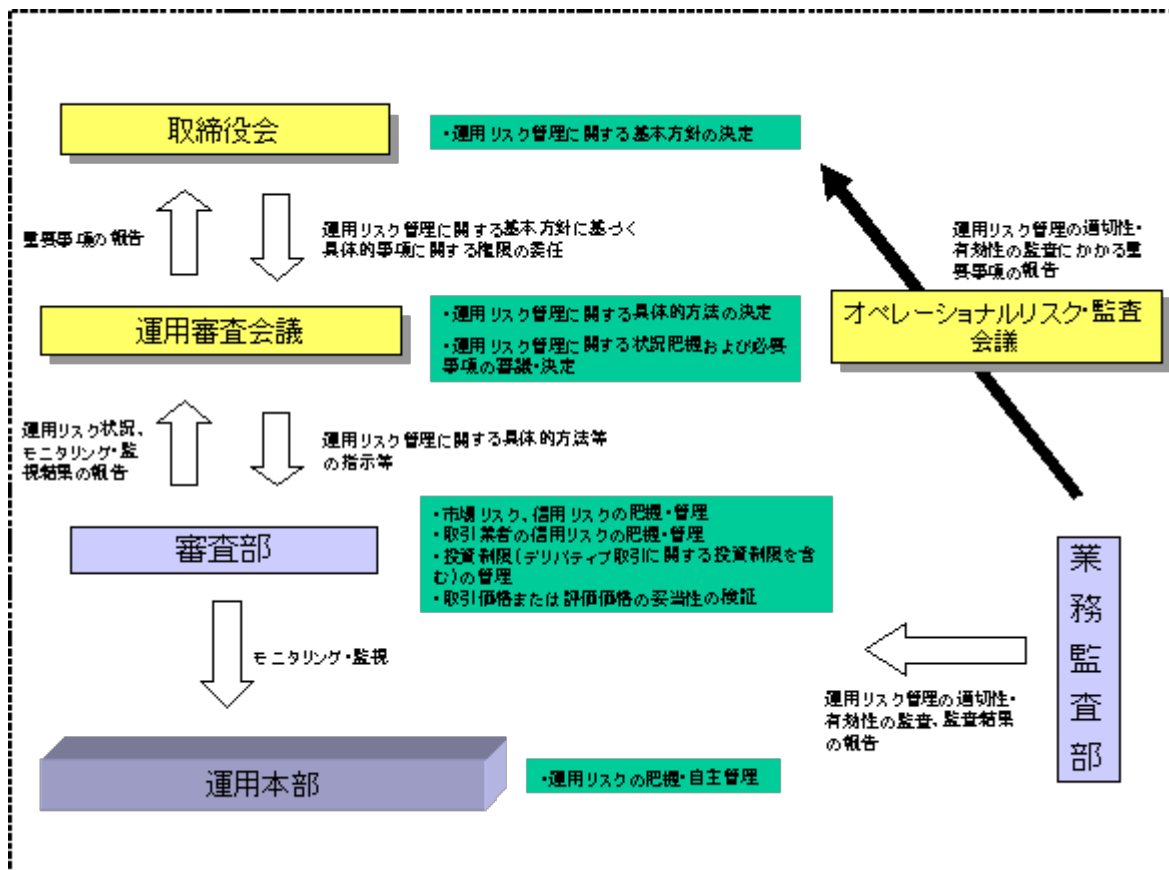 取締役会
・運用リスク管理に関する基本方針の決定
重要事項の報告
運用リスク管理に関する基本方針に基づく
具体的事項に関する権限の委任
運用リスク管理の適切性・
有効性の監査にかかる重
要事項の報告
運用審査会議
・運用リスク管理に関する具体的方法の決定
・運用リスク管理に関する状況把握および必要
事項の審議・決定
オペレーショナルリスク・監査
会議
運用リスク状況、
モニタリング・監
視結果の報告
運用リスク管理に関する具体的方法等
の指示等
審査部
・市場リスク、信用リスクの把握・管理
・取引業者の信用リスクの把握・管理
・投資制限(デリバティブ取引に関する投資制限を含
む)の管理
・取引価格または評価価格の妥当性の検証
業務監査部
モニタリング・監視
運用リスク管理の適切性・
有効性の監査、監査結果
の報告
運用本部
・運用リスクの把握・自主管理